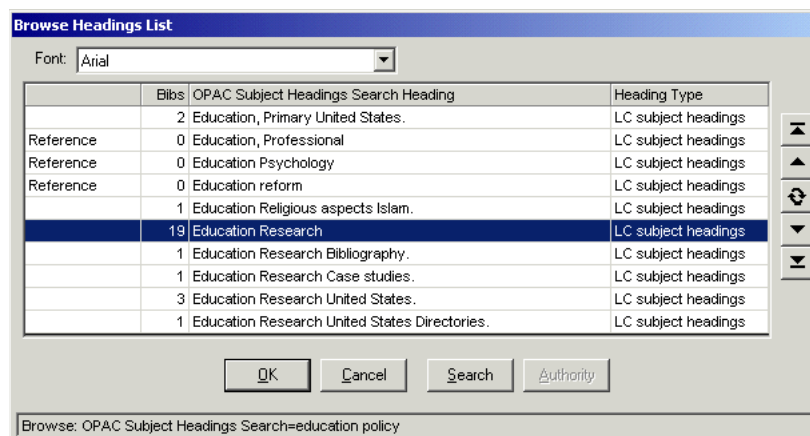 Browse Headings List
Font: Arial
Bibs OPAC Subject Headings Search Heading Heading Type
2 Education, Primary United States. LC subject headings
Reference 0 Education, Professional LC subject headings
Reference 0 Education Psychology LC subject headings
Reference 0 Education reform LC subject headings
1 Education Religious aspects Islam. LC subject headings
19 Education Research LC subject headings
1 Education Research Bibliography. LC subject headings
1 Education Research Case studies. LC subject headings
3 Education Research United States. LC subject headings
1 Education Research United States Directories. LC subject headings
OK Cancel Search Authority
Browse: OPAC Subject Headings Search=education policy